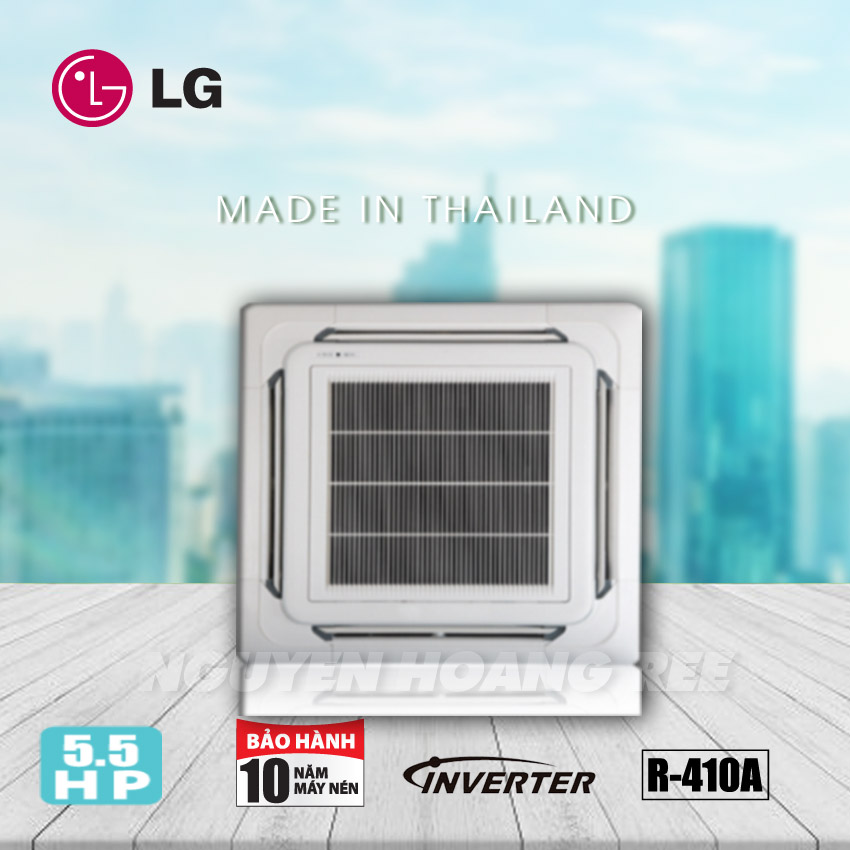 LG
MADE IN THAILAND
NGUYEN HOANG REE
5.5
HP
BẢO HÀNH
10 NĂM
MÁY NÉN
INVERTER
R-410A